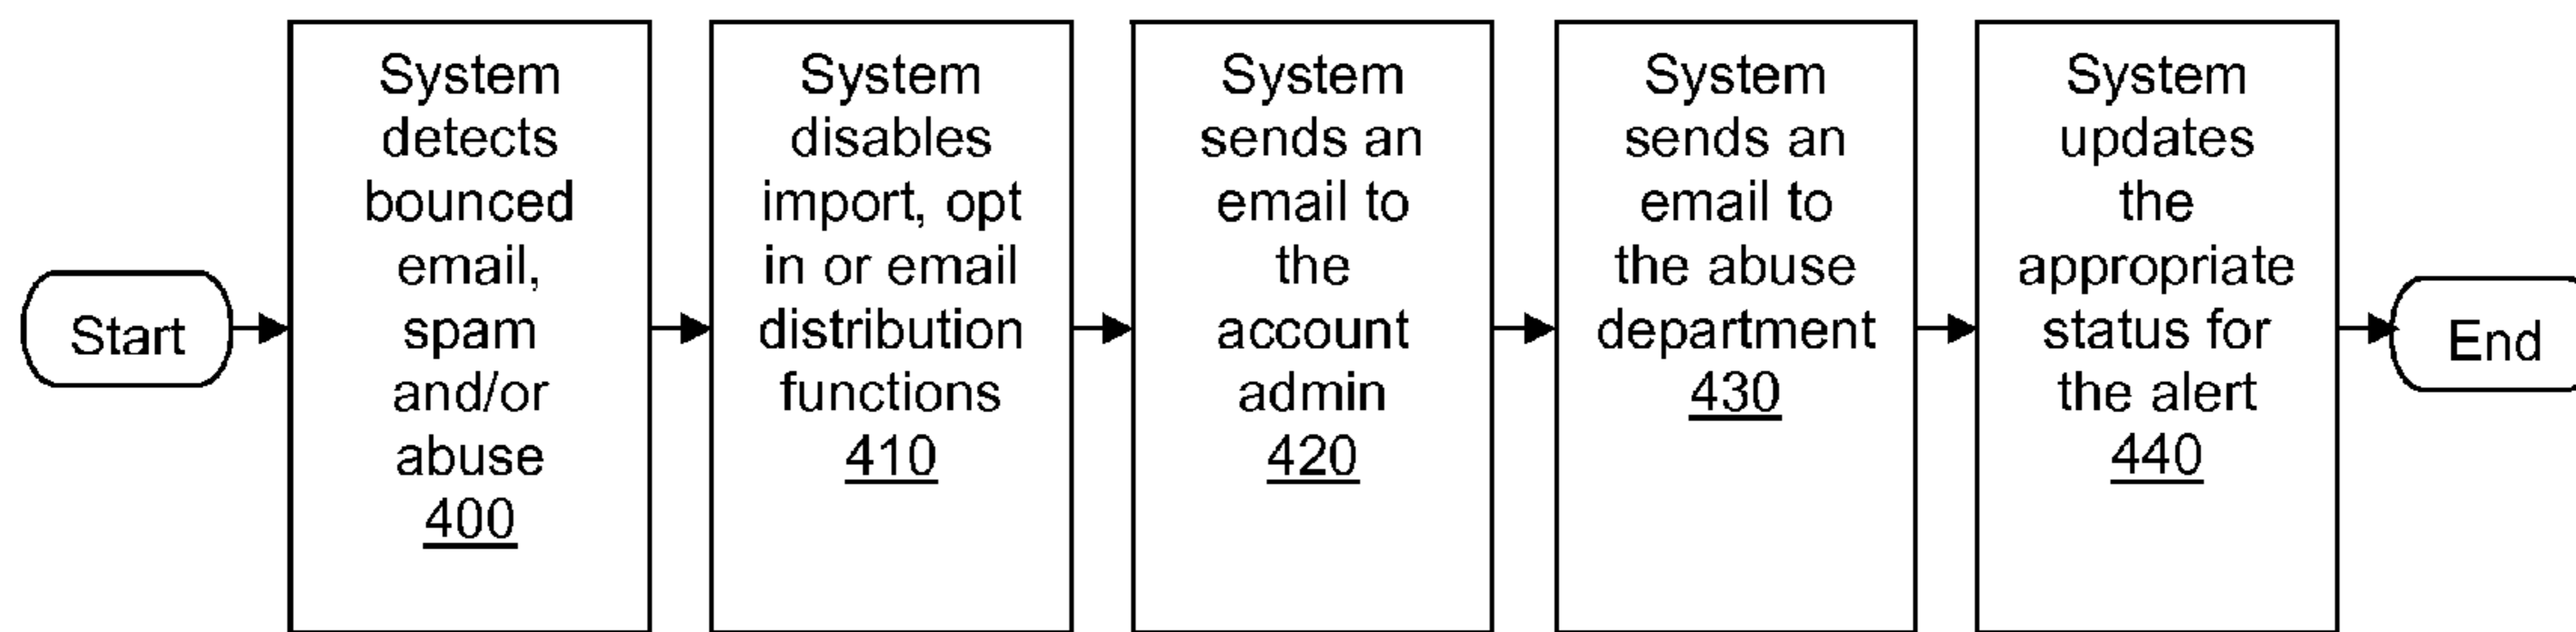 Start
System
detects
bounced
email,
spam
and/or
abuse
400
System
disables
import, opt
in or email
distribution
functions
410
System
sends an
email to
the
account
admin
420
System
sends an
email to
the abuse
department
430
System
updates
the
appropriate
status for
the alert
440
End